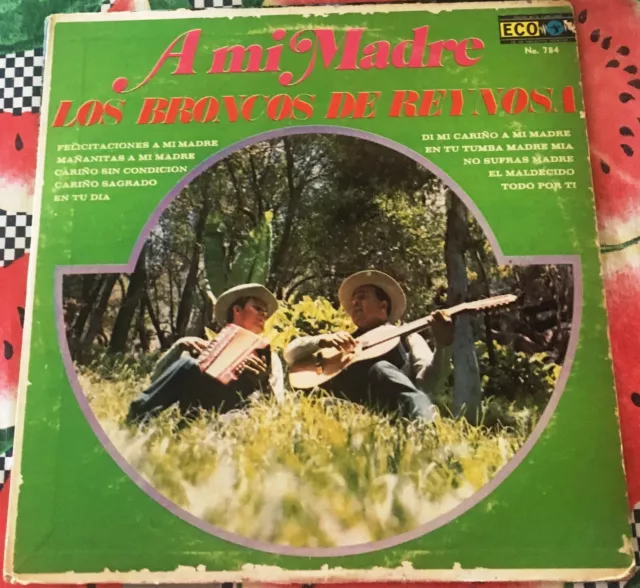 A mi Madre
ECO
No. 784
LOS BRONCOS DE REYNOSA
FELICITACIONES A MI MADRE
MAÑANITAS A MI MADRE
CARIÑO SIN CONDICION
CARIÑO SAGRADO
EN TU DIA
DI MI CARIÑO A MI MADRE
EN TU TUMBA MADRE MIA
NO SUFRAS MADRE
EL MALDECIDO
TODO POR TI